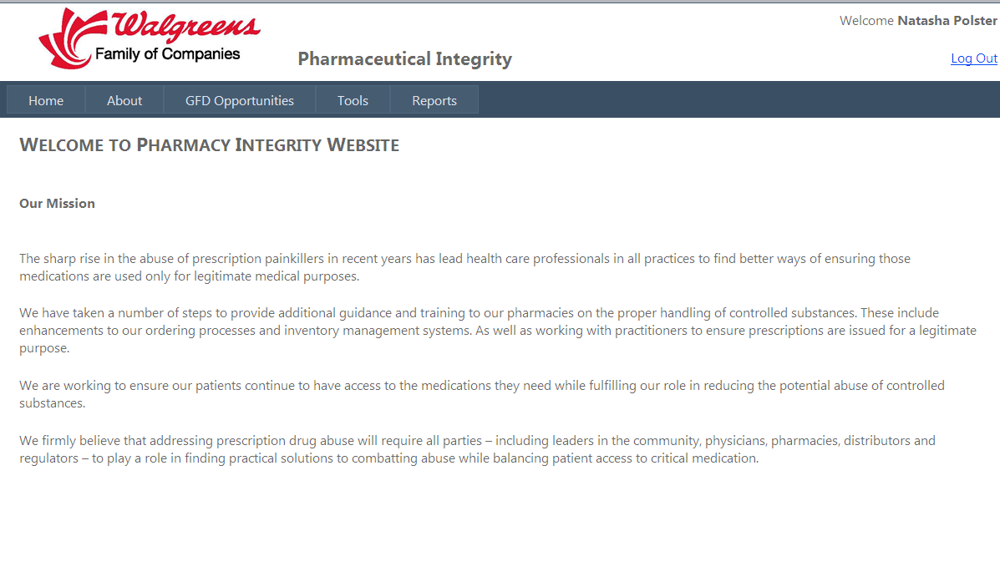 Walgreens
Family of Companies
Pharmaceutical Integrity
Welcome Natasha Polster
Log Out
Home About GFD Opportunities Tools Reports
WELCOME TO PHARMACY INTEGRITY WEBSITE
Our Mission
The sharp rise in the abuse of prescription painkillers in recent years has lead health care professionals in all practices to find better ways of ensuring those
medications are used only for legitimate medical purposes.
We have taken a number of steps to provide additional guidance and training to our pharmacies on the proper handling of controlled substances. These include
enhancements to our ordering processes and inventory management systems. As well as working with practitioners to ensure prescriptions are issued for a legitimate
purpose.
We are working to ensure our patients continue to have access to the medications they need while fulfilling our role in reducing the potential abuse of controlled
substances.
We firmly believe that addressing prescription drug abuse will require all parties – including leaders in the community, physicians, pharmacies, distributors and
regulators – to play a role in finding practical solutions to combatting abuse while balancing patient access to critical medication.